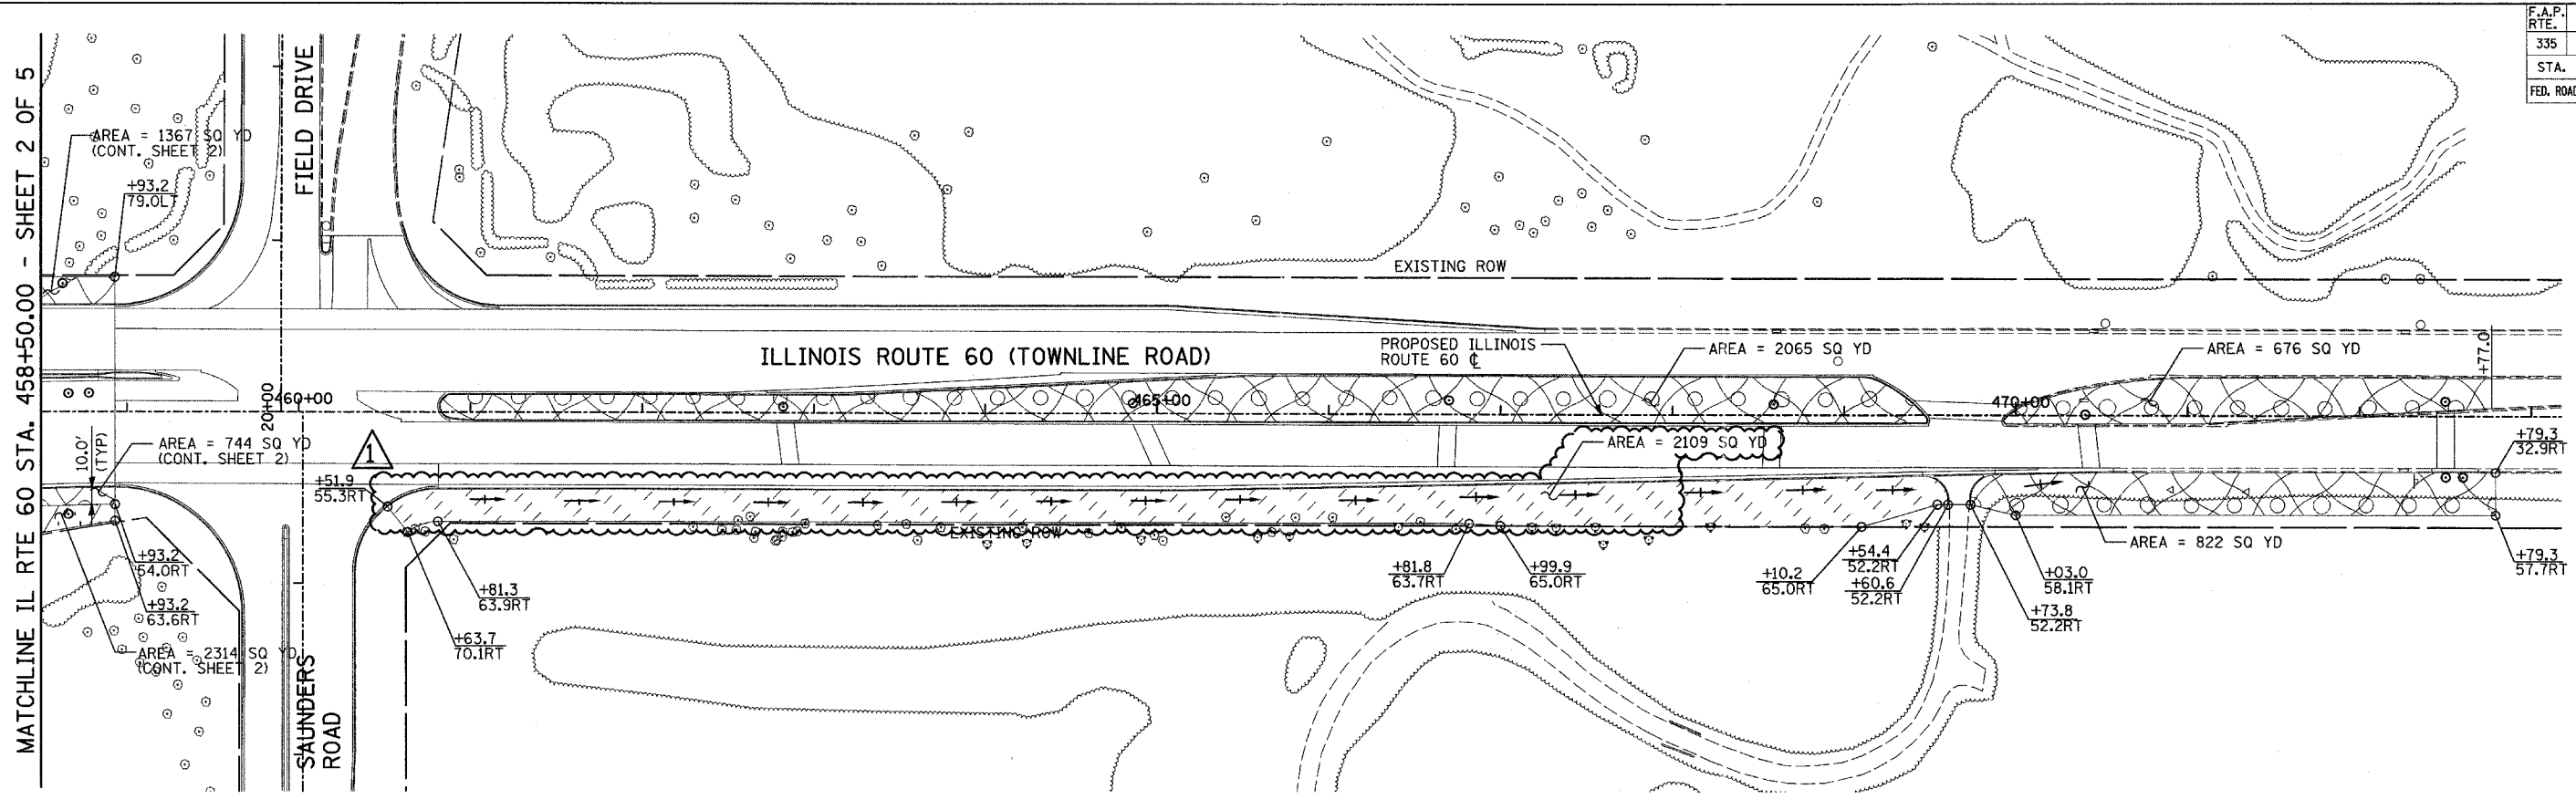 F.A.P.
RTE.
335
STA.
FED. ROAD
MATCHLINE IL RTE 60 STA. 458+50.00 - SHEET 2 OF 5
FIELD DRIVE
AREA = 1367 SQ YD
(CONT. SHEET 2)
+93.2
79.0LT
EXISTING ROW
ILLINOIS ROUTE 60 (TOWNLINE ROAD)
PROPOSED ILLINOIS
ROUTE 60 ℄
AREA = 2065 SQ YD
AREA = 676 SQ YD
+77.0
20+00
460+00
465+00
470+00
10.0'
(TYP)
AREA = 744 SQ YD
(CONT. SHEET 2)
1
AREA = 2109 SQ YD
+79.3
32.9RT
+51.9
55.3RT
EXISTING ROW
AREA = 822 SQ YD
+93.2
54.0RT
+93.2
63.6RT
+81.3
63.9RT
+63.7
70.1RT
+81.8
63.7RT
+99.9
65.0RT
+10.2
65.0RT
+54.4
52.2RT
+60.6
52.2RT
+03.0
58.1RT
+73.8
52.2RT
+79.3
57.7RT
AREA = 2314 SQ YD
(CONT. SHEET 2)
SAUNDERS
ROAD